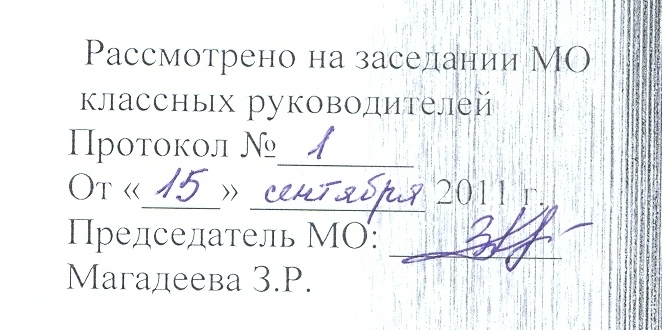 Рассмотрено на заседании МО
классных руководителей
Протокол № 1
От «15» сентября 2011 г.
Председатель МО:
Магадеева З.Р.